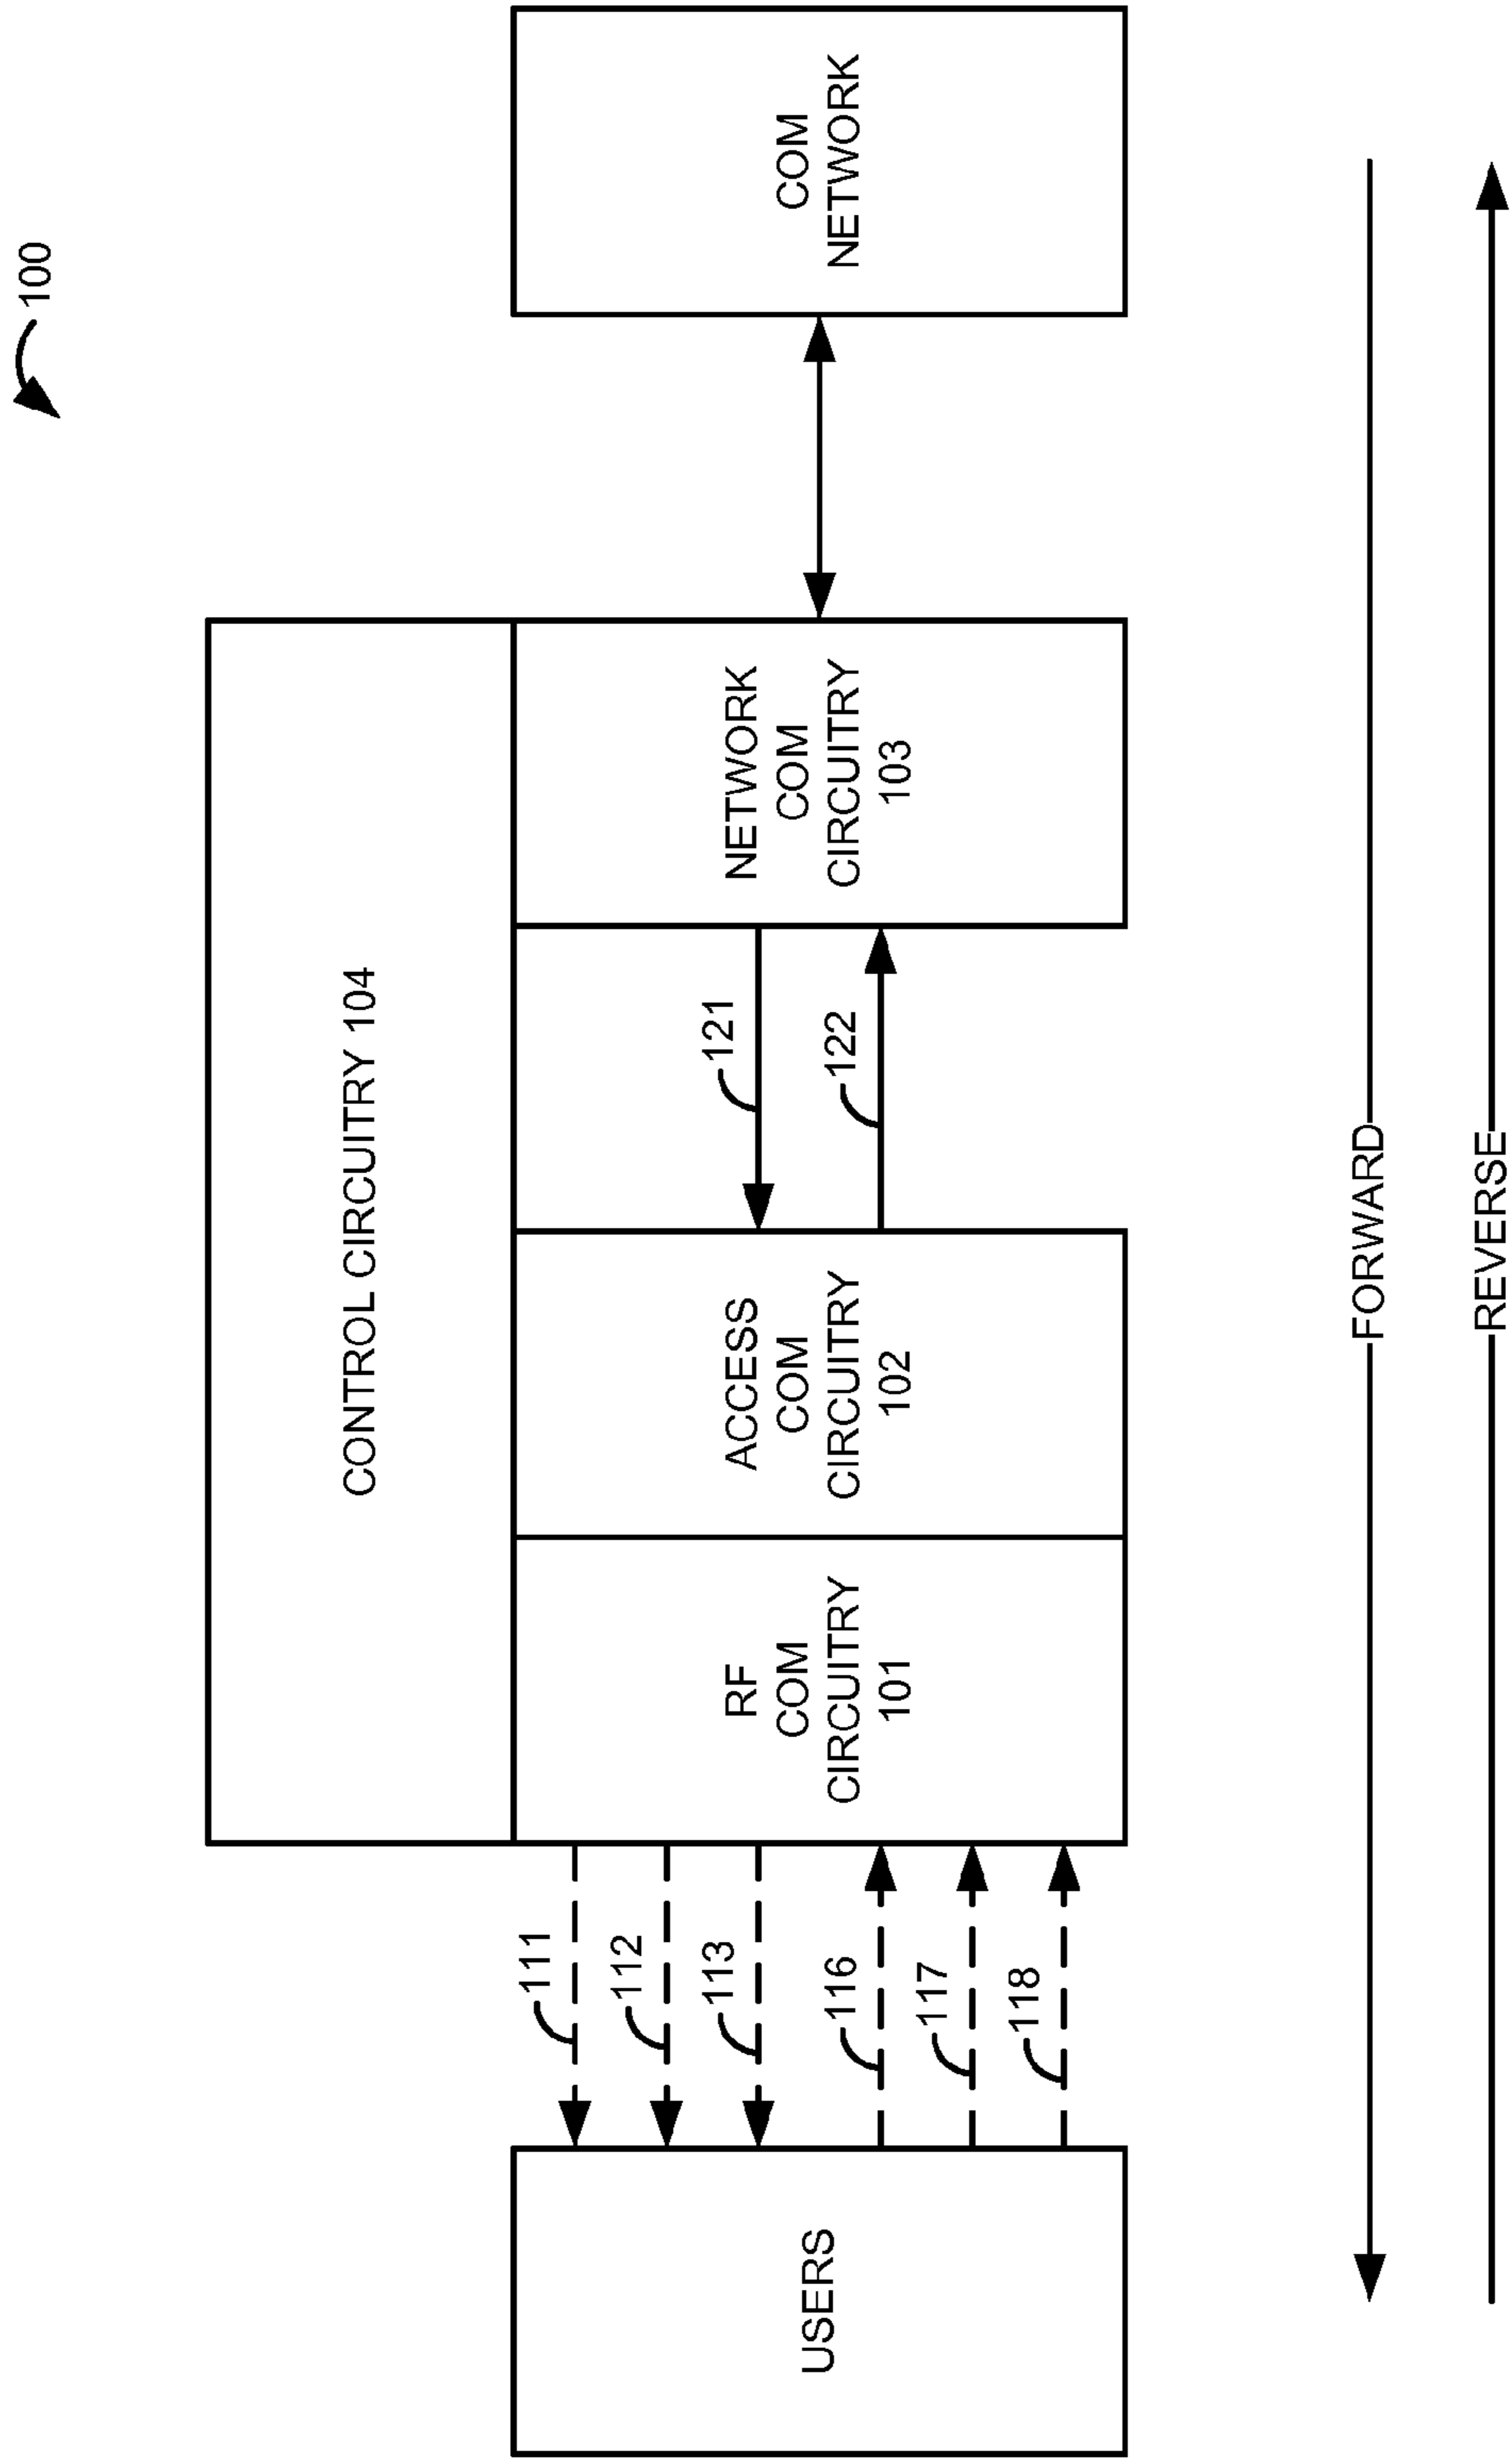 100
CONTROL CIRCUITRY 104
USERS
111
112
113
116
117
118
RF
COM
CIRCUITRY
101
ACCESS
COM
CIRCUITRY
102
121
122
NETWORK
COM
CIRCUITRY
103
COM
NETWORK
FORWARD
REVERSE